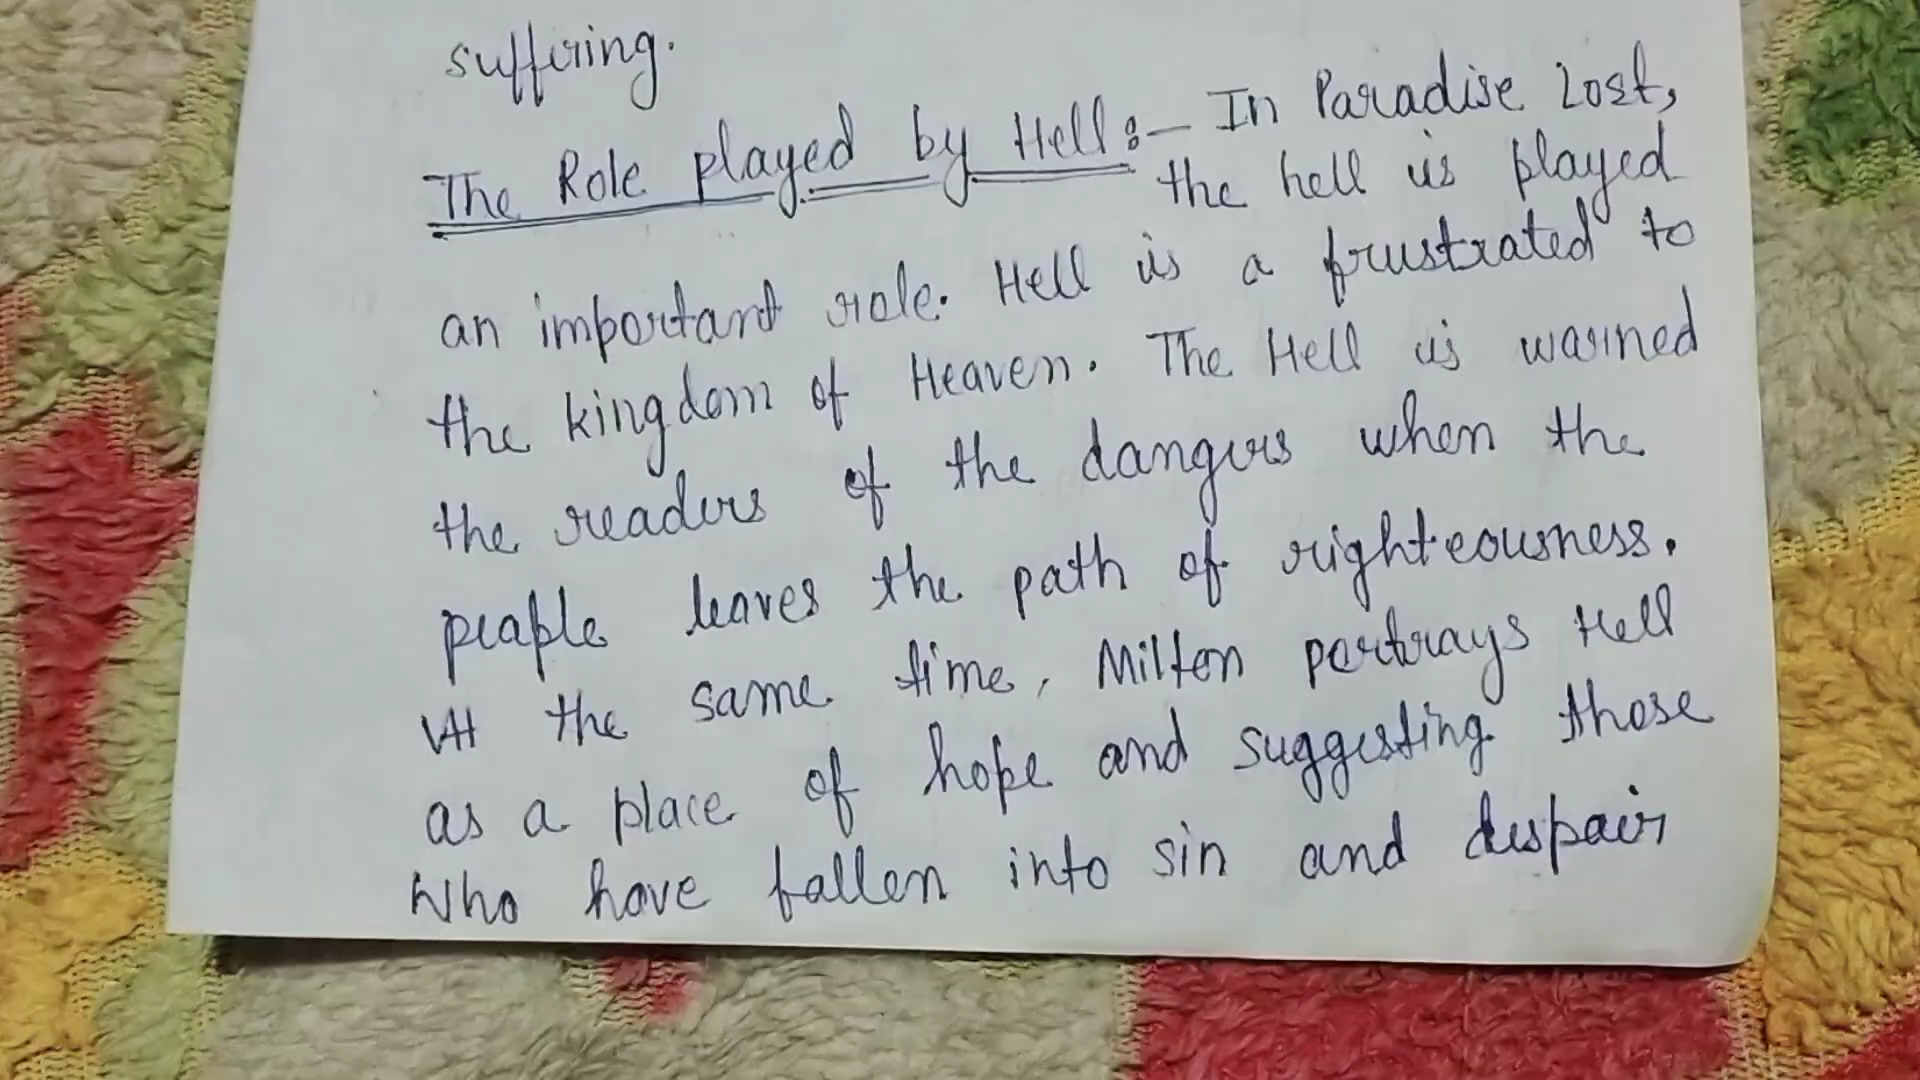 suffering.
The Role played by Hell :- In Paradise Lost,
the hell is played
an important role. Hell is a frustrated to
the kingdom of Heaven. The Hell is warned
the readers of the dangers when the
peaple leaves the path of righteousness.
At the same time, Milton portrays Hell
as a place of hope and suggesting those
who have fallen into sin and despair